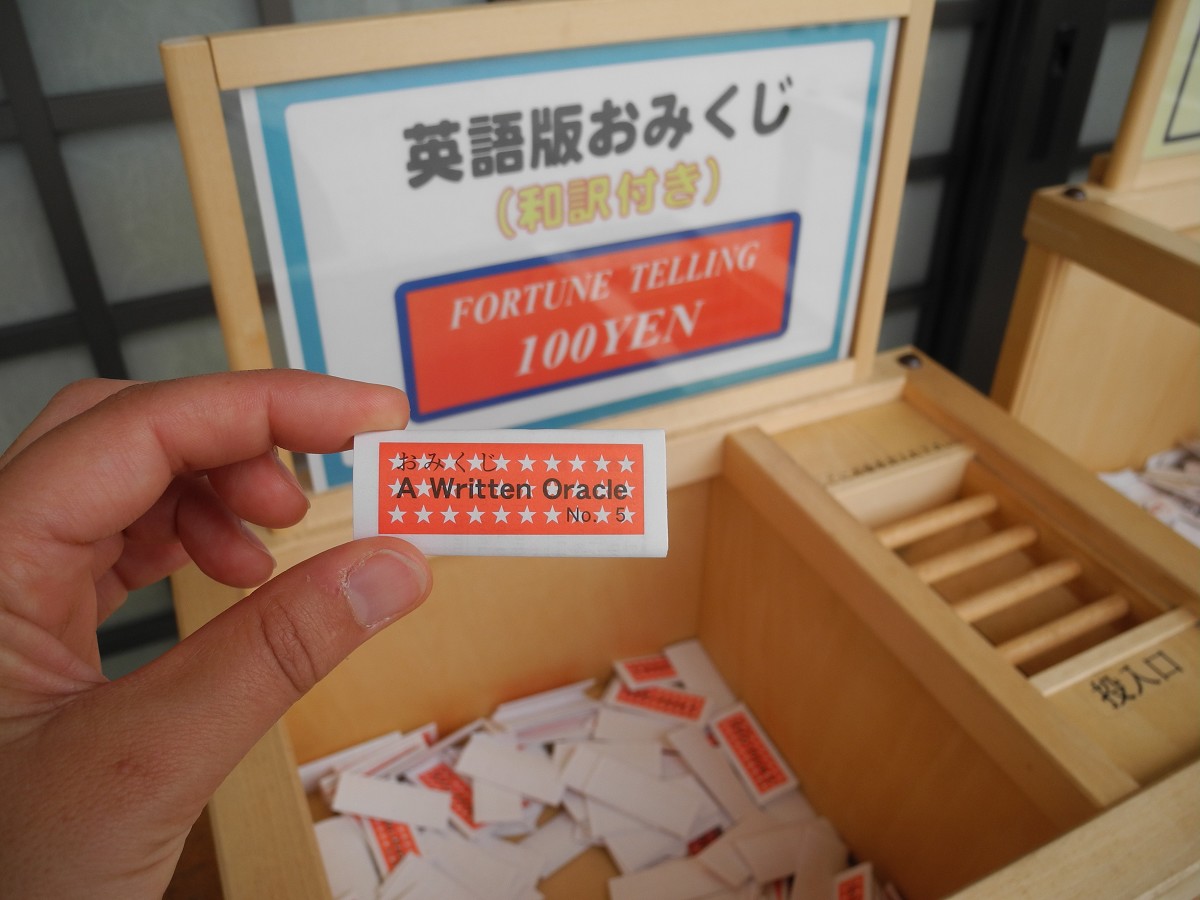 英語版おみくじ
(和訳付き)
FORTUNE TELLING
100YEN
おみくじ
A Written Oracle
No. 5
投入口